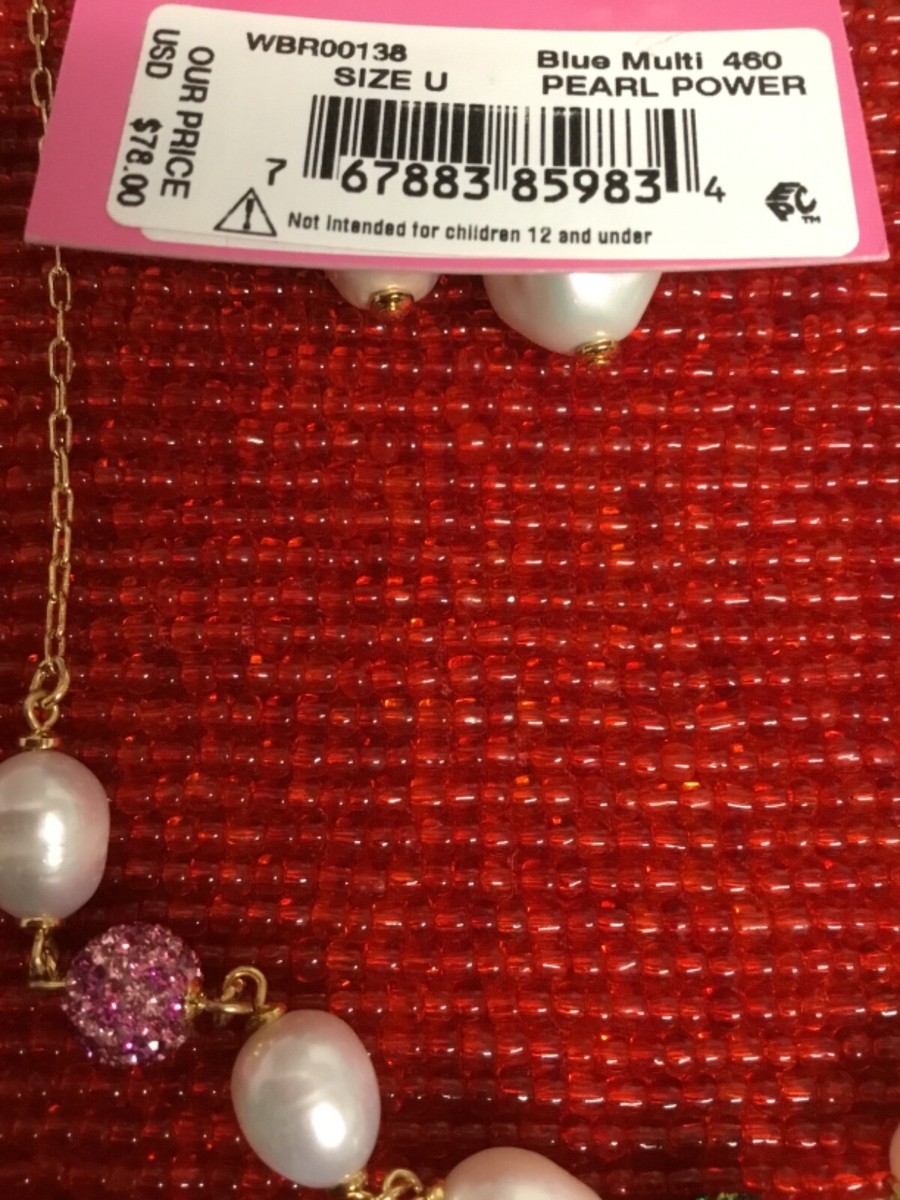 WBR00138
SIZE U
Blue Multi 460
PEARL POWER
OUR PRICE
USD $78.00
7 67883 85983 4
Not intended for children 12 and under